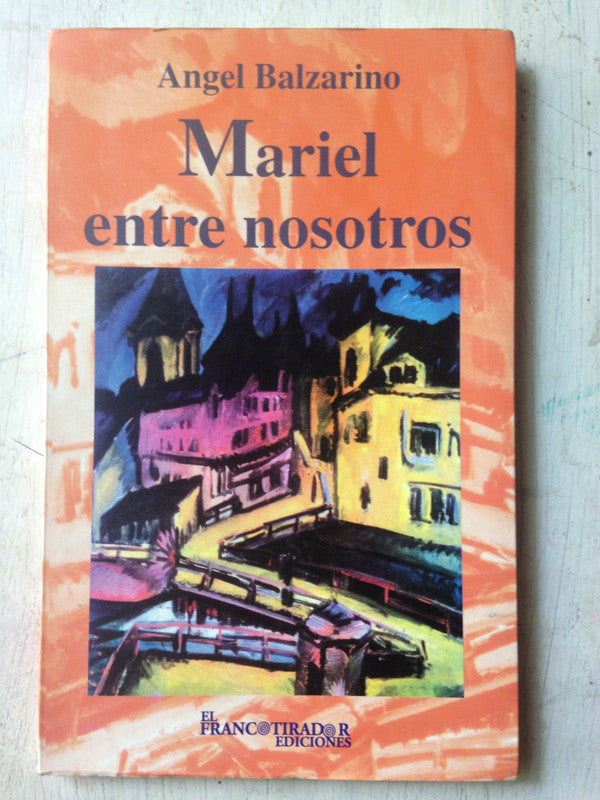 Angel Balzarino
Mariel
entre nosotros
EL
FRANCOTIRADOR
EDICIONES